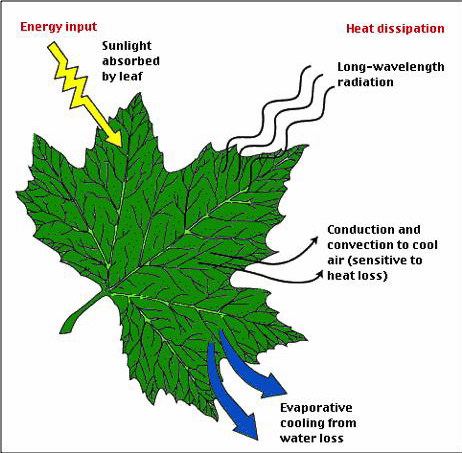 Energy input
Sunlight
absorbed
by leaf
Heat dissipation
Long-wavelength
radiation
Conduction and
convection to cool
air (sensitive to
heat loss)
Evaporative
cooling from
water loss